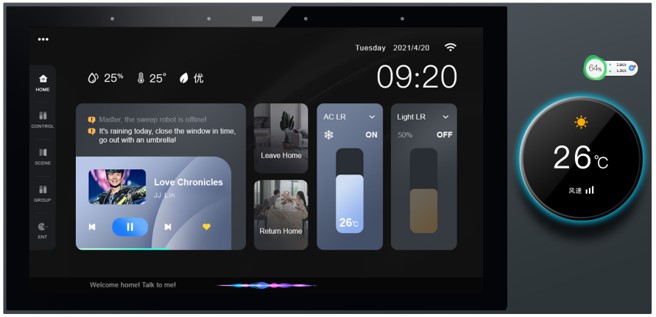 •••
Tuesday 2021/4/20
25% 25° 优
09:20
HOME
CONTROL
SCENE
GROUP
ENT
Master, the sweep robot is offline!
It's raining today, close the window in time,
go out with an umbrella!
Love Chronicles
JJ Lin
Leave Home
Return Home
AC LR
ON
26℃
Light LR
50% OFF
Welcome home! Talk to me!
64%
26℃
风速